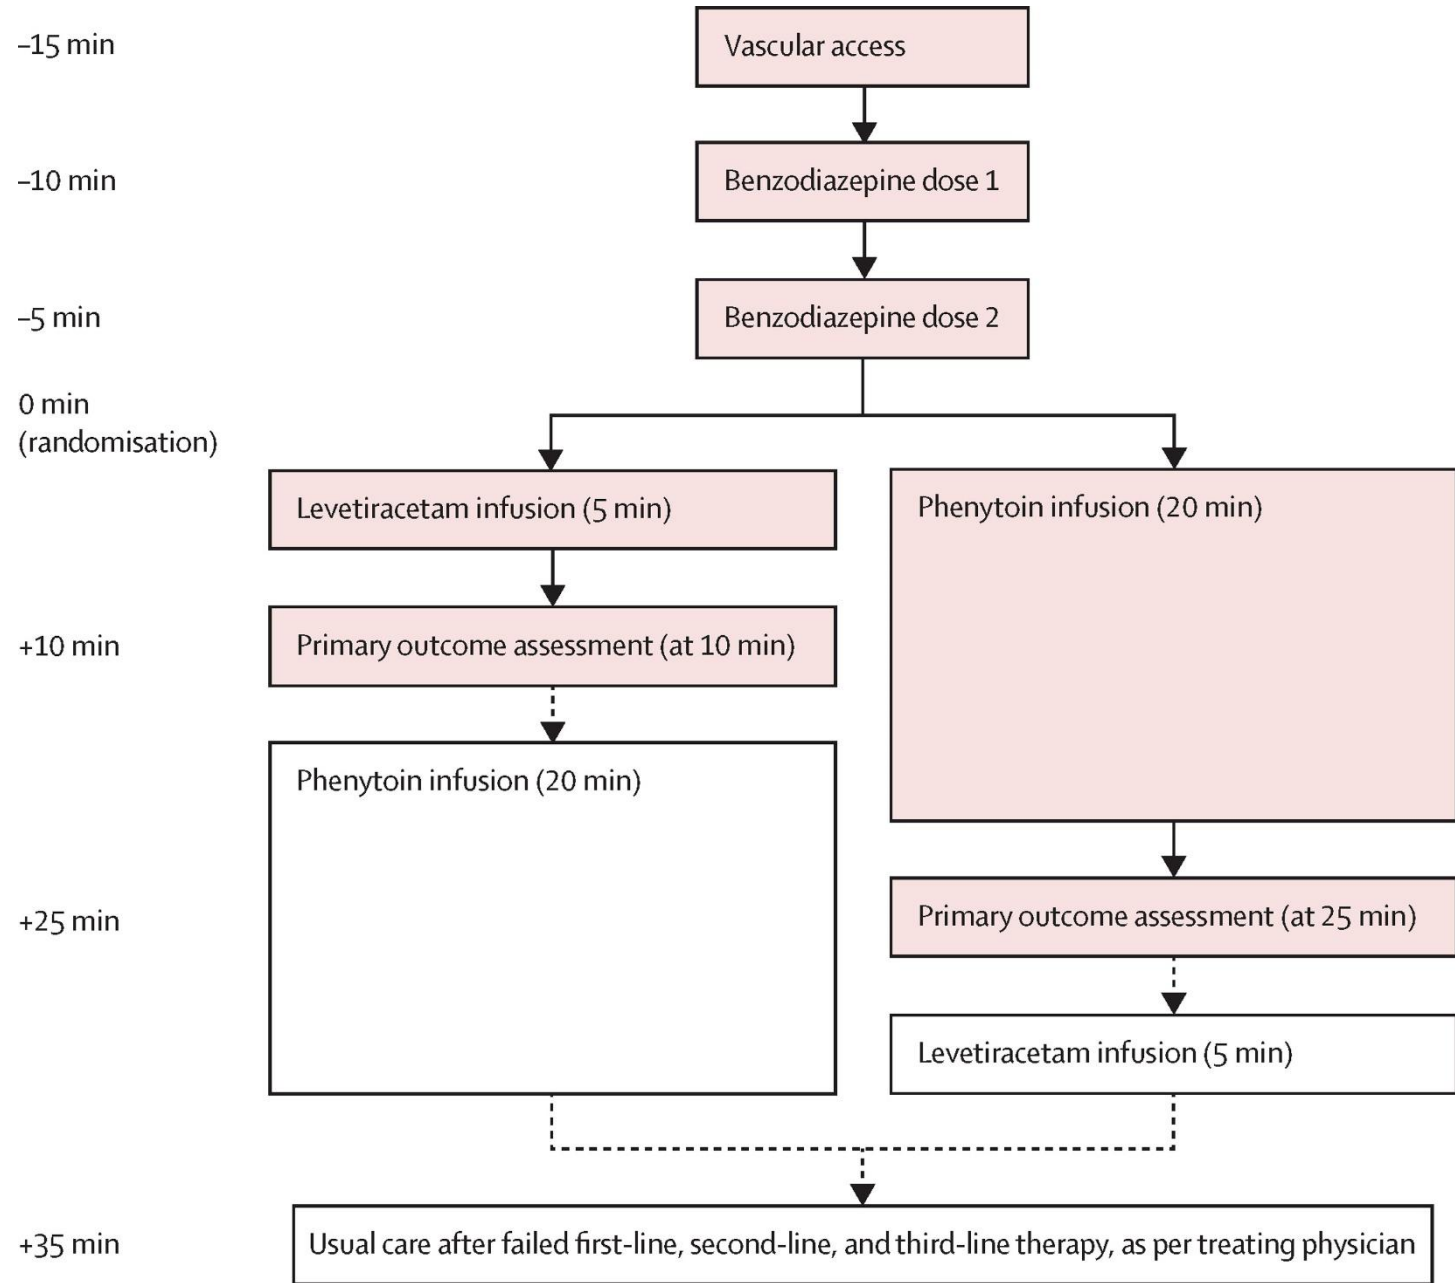 –15 min
Vascular access
–10 min
Benzodiazepine dose 1
–5 min
Benzodiazepine dose 2
0 min
(randomisation)
Levetiracetam infusion (5 min)
Phenytoin infusion (20 min)
+10 min
Primary outcome assessment (at 10 min)
Phenytoin infusion (20 min)
+25 min
Primary outcome assessment (at 25 min)
Levetiracetam infusion (5 min)
+35 min
Usual care after failed first-line, second-line, and third-line therapy, as per treating physician